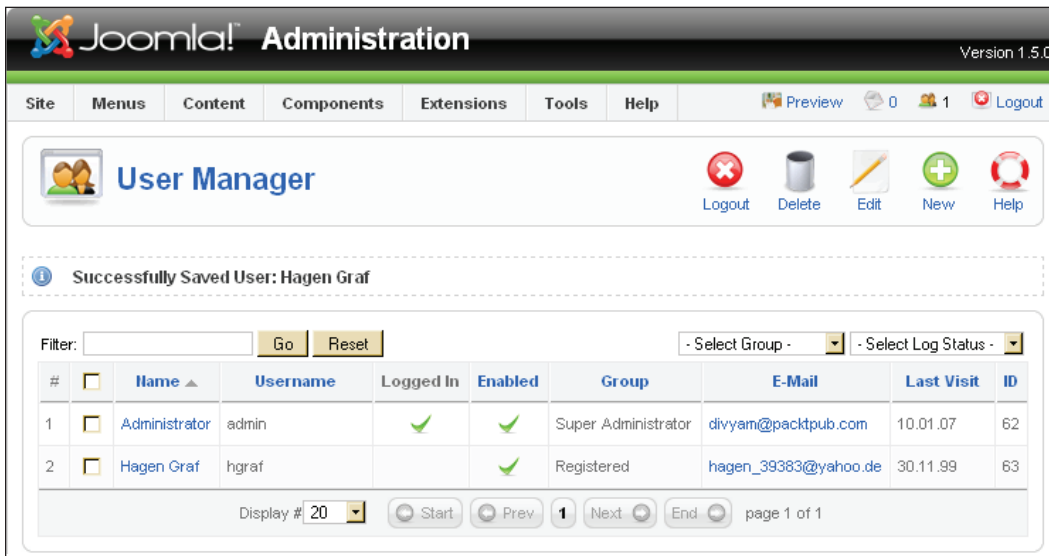 Joomla! Administration
Version 1.5.0
Site Menus Content Components Extensions Tools Help Preview 0 1 Logout
User Manager
Logout Delete Edit New Help
Successfully Saved User: Hagen Graf
Filter: Go Reset - Select Group - - Select Log Status -
# Name Username Logged In Enabled Group E-Mail Last Visit ID
1 Administrator admin Super Administrator divyam@packtpub.com 10.01.07 62
2 Hagen Graf hgraf Registered hagen_39383@yahoo.de 30.11.99 63
Display # 20 Start Prev 1 Next End page 1 of 1